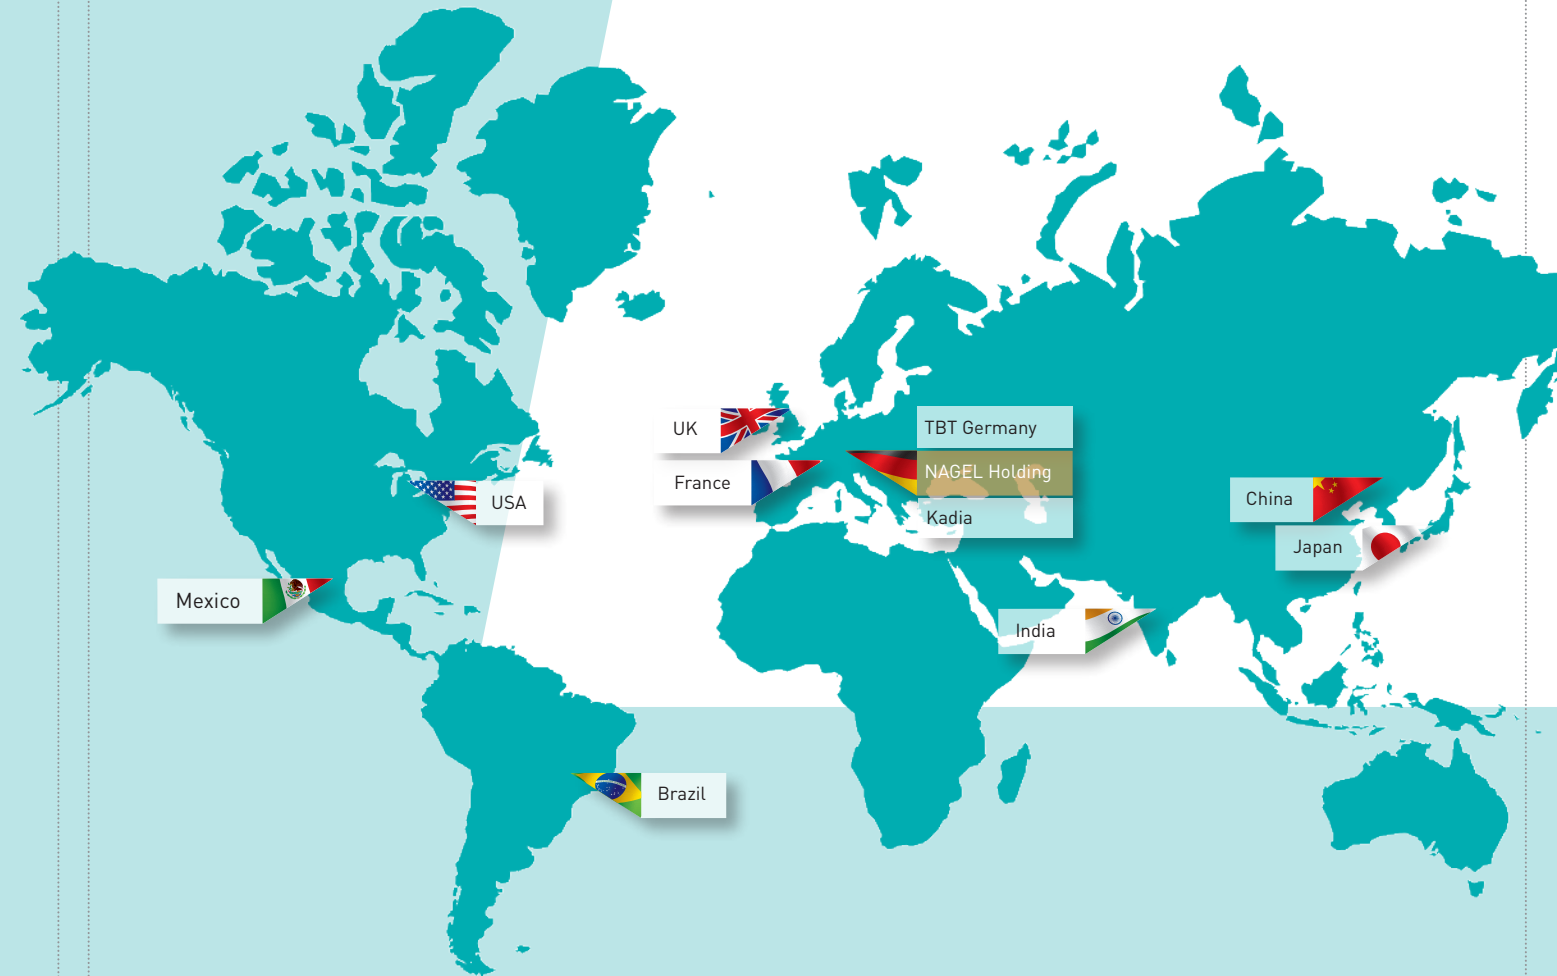 UK
TBT Germany
NAGEL Holding
France
Kadia
USA
China
Japan
Mexico
India
Brazil